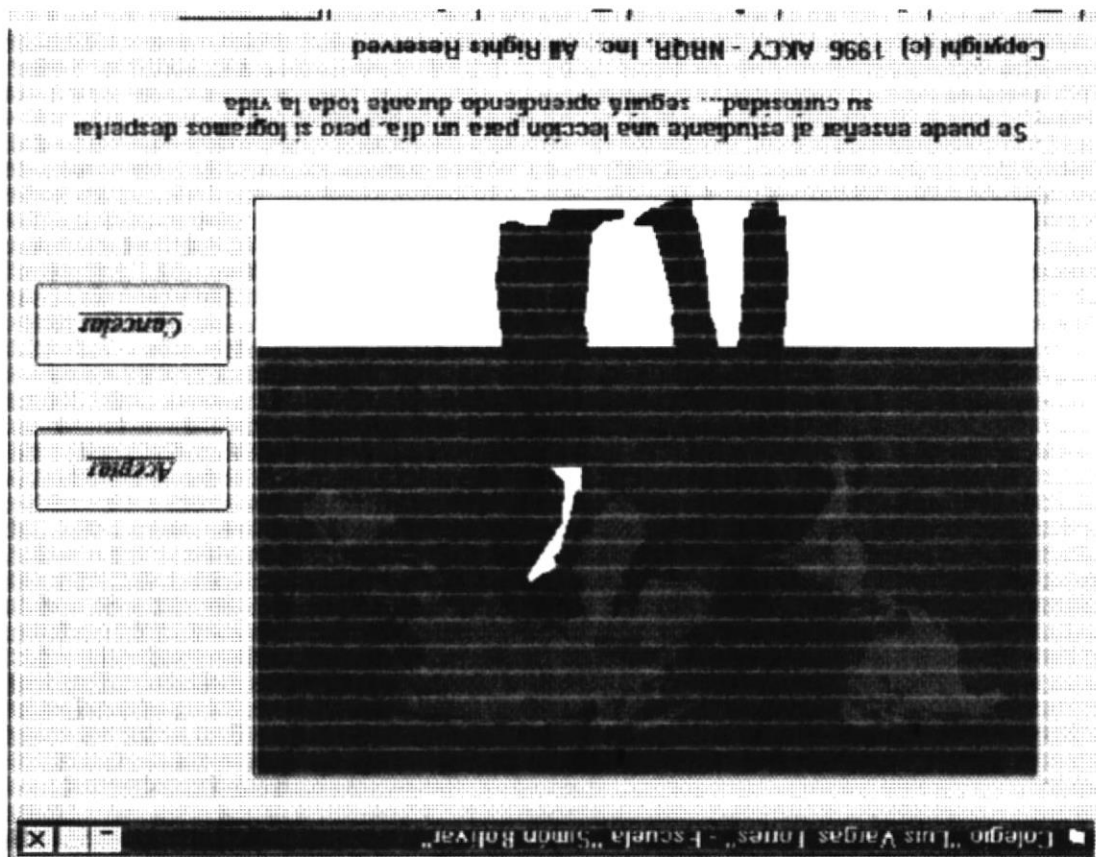 Colegio "Luis Vargas Torres" - Escuela "Simón Bolívar"
Aceptar
Cancelar
Se puede enseñar al estudiante una lección para un día, pero si logramos despertar
su curiosidad... seguirá aprendiendo durante toda la vida
Copyright (c) 1996 AKCY - NRQR, Inc. All Rights Reserved